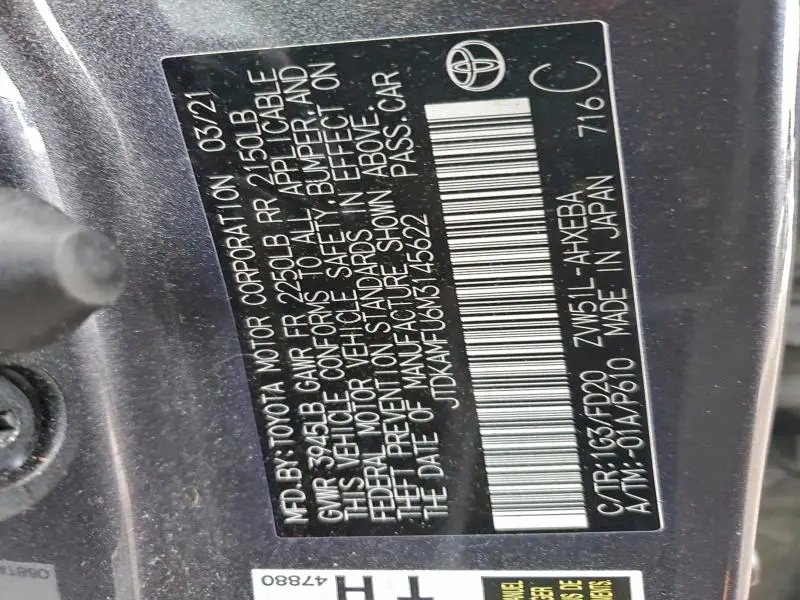 MFD.BY:TOYOTA MOTOR CORPORATION 03/21
GVWR 3945LB GAWR FR 2250LB RR 2150LB
THIS VEHICLE CONFORMS TO ALL APPLICABLE
FEDERAL MOTOR VEHICLE SAFETY,BUMPER,AND
THEFT PREVENTION STANDARDS IN EFFECT ON
THE DATE OF MANUFACTURE SHOWN ABOVE.
JTDKAMFU6M3145622 PASS.CAR
C/TR:1G3/FD20 ZVW51L-AHXEBA 716 C
A/TM:-01A/P610 MADE IN JAPAN
47880
TH